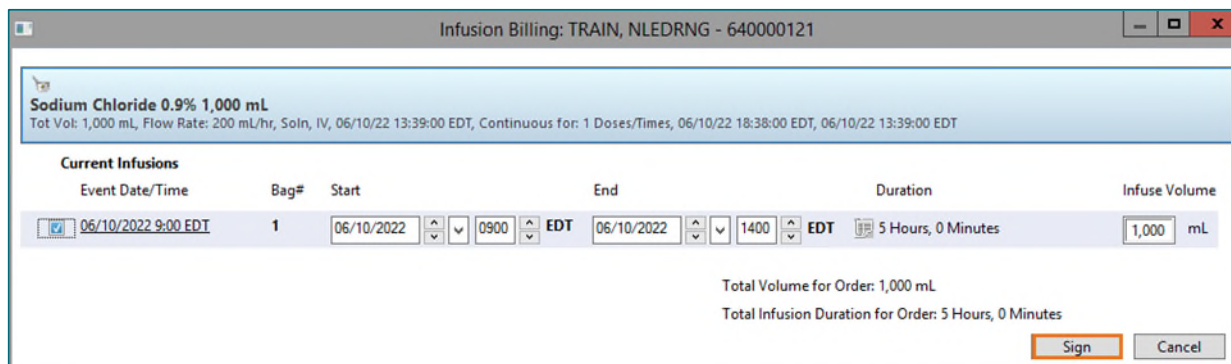 Infusion Billing: TRAIN, NLEDRNG - 640000121
Sodium Chloride 0.9% 1,000 mL
Tot Vol: 1,000 mL, Flow Rate: 200 mL/hr, Soln, IV, 06/10/22 13:39:00 EDT, Continuous for: 1 Doses/Times, 06/10/22 18:38:00 EDT, 06/10/22 13:39:00 EDT
Current Infusions
Event Date/Time Bag# Start End Duration Infuse Volume
06/10/2022 9:00 EDT 1 06/10/2022 0900 EDT 06/10/2022 1400 EDT 5 Hours, 0 Minutes 1,000 mL
Total Volume for Order: 1,000 mL
Total Infusion Duration for Order: 5 Hours, 0 Minutes
Sign Cancel